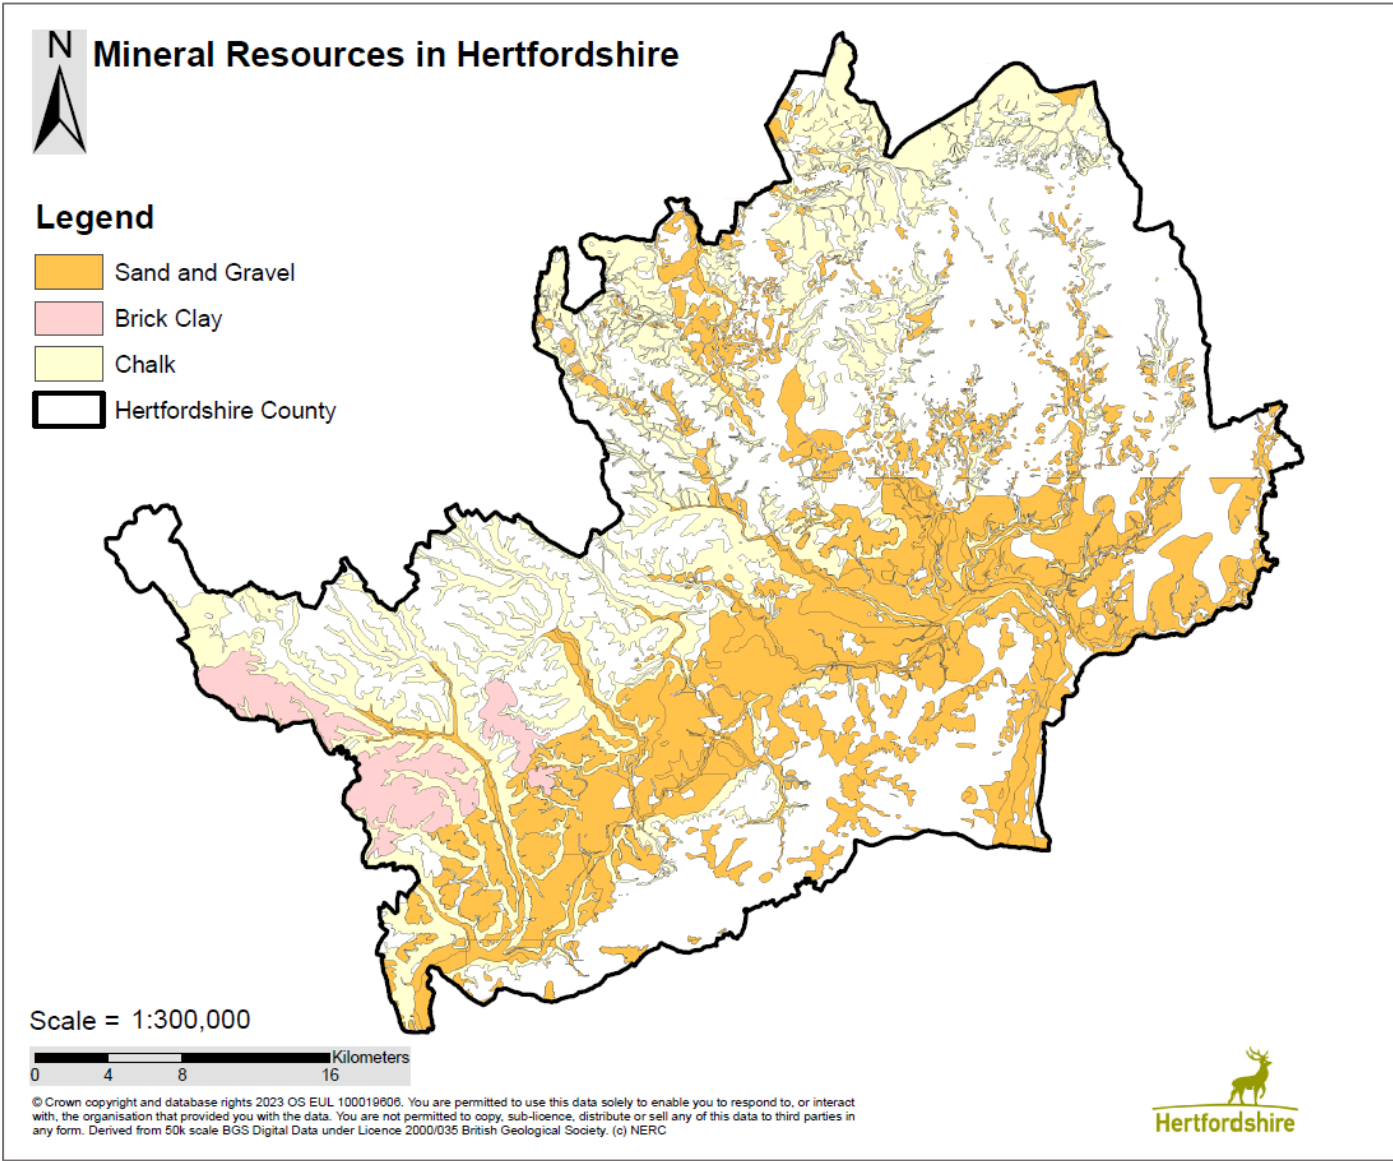 N
Mineral Resources in Hertfordshire
Legend
Sand and Gravel
Brick Clay
Chalk
Hertfordshire County
Scale = 1:300,000
Kilometers
0 4 8 16
© Crown copyright and database rights 2023 OS EUL 100019606. You are permitted to use this data solely to enable you to respond to, or interact
with, the organisation that provided you with the data. You are not permitted to copy, sub-licence, distribute or sell any of this data to third parties in
any form. Derived from 50k scale BGS Digital Data under Licence 2000/035 British Geological Society. (c) NERC
Hertfordshire